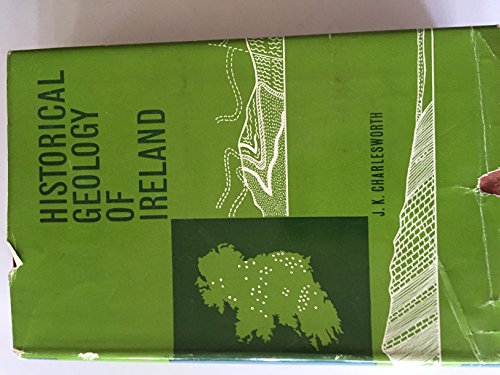 HISTORICAL
GEOLOGY
OF
IRELAND
J. K. CHARLESWORTH